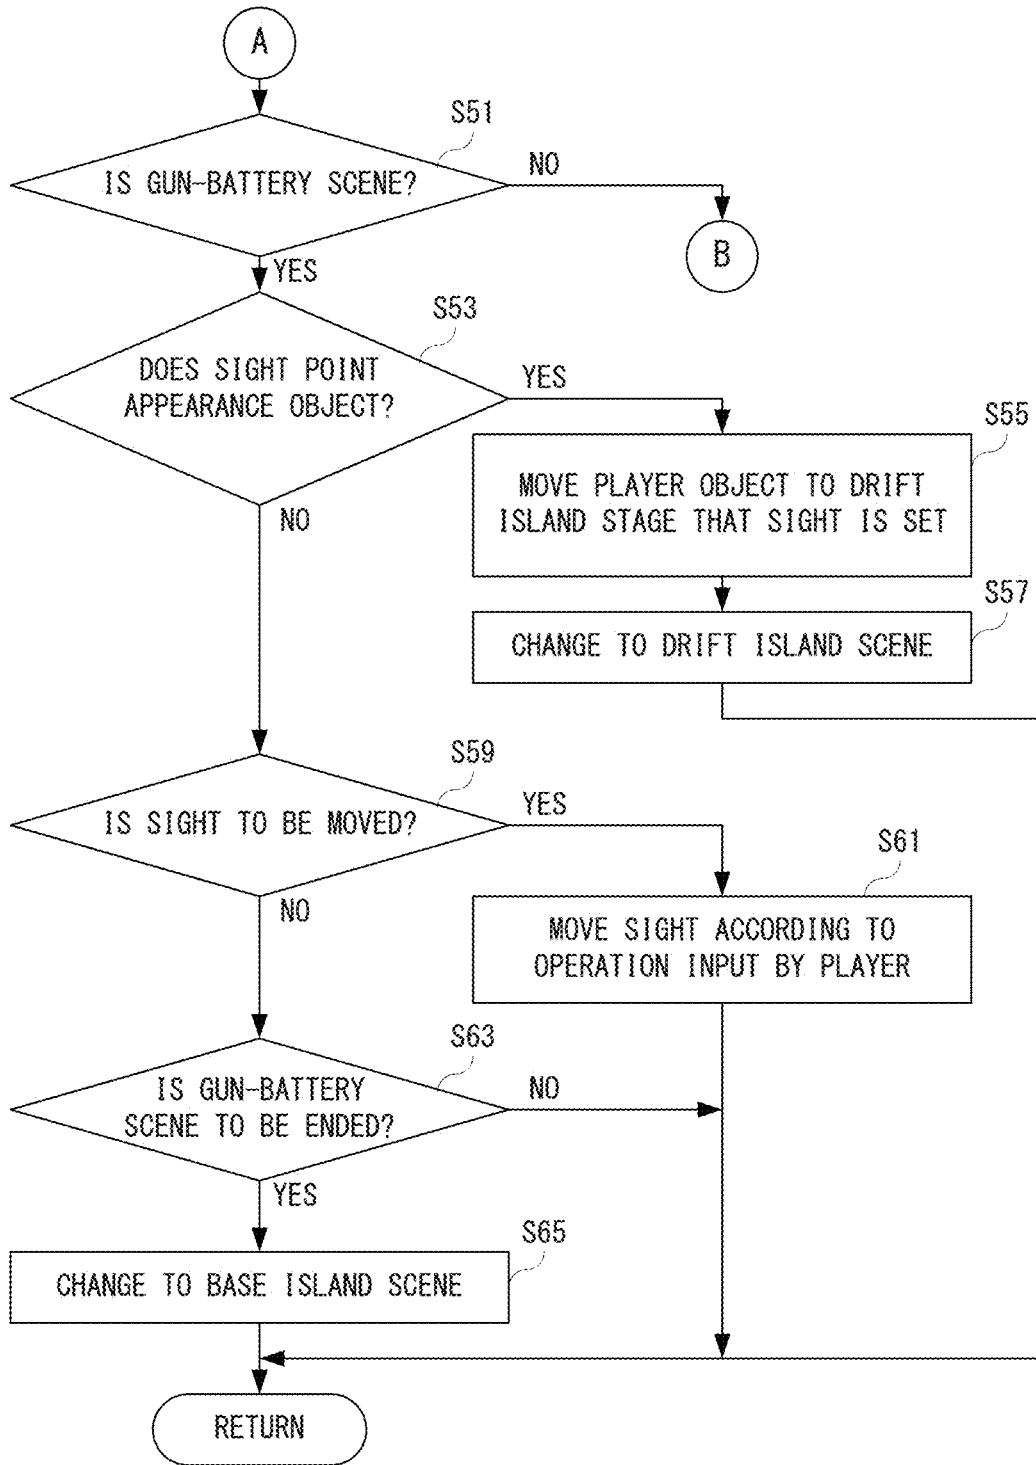 A
S51
IS GUN-BATTERY SCENE?
NO
B
YES
S53
DOES SIGHT POINT
APPEARANCE OBJECT?
YES
S55
MOVE PLAYER OBJECT TO DRIFT
ISLAND STAGE THAT SIGHT IS SET
NO
S57
CHANGE TO DRIFT ISLAND SCENE
S59
IS SIGHT TO BE MOVED?
YES
S61
MOVE SIGHT ACCORDING TO
OPERATION INPUT BY PLAYER
NO
S63
IS GUN-BATTERY
SCENE TO BE ENDED?
NO
YES
S65
CHANGE TO BASE ISLAND SCENE
RETURN